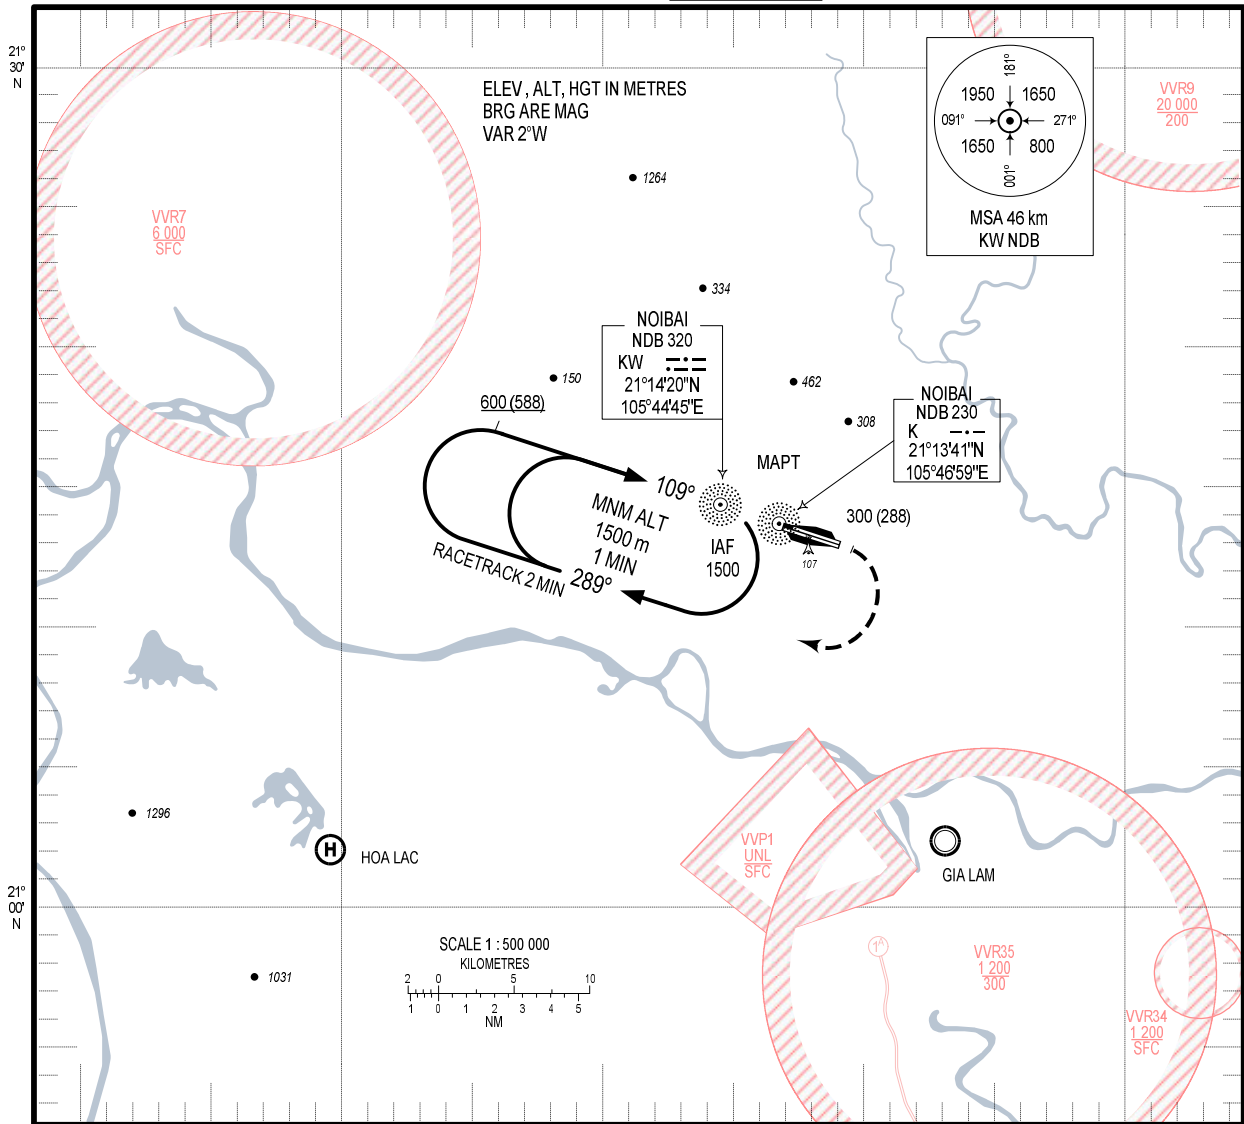 21°
30'
N
ELEV, ALT, HGT IN METRES
BRG ARE MAG
VAR 2°W
181°
1950
1650
091°
271°
1650
800
001°
MSA 46 km
KW NDB
VVR9
20 000
200
VVR7
6 000
SFC
1264
334
NOIBAI
NDB 320
KW
21°14'20"N
105°44'45"E
150
462
308
600 (588)
NOIBAI
NDB 230
K
21°13'41"N
105°46'59"E
MAPT
109°
MNM ALT
1500 m
1 MIN
RACETRACK 2 MIN
289°
IAF
1500
300 (288)
107
1296
H
HOA LAC
VVP1
UNL
SFC
GIA LAM
21°
00'
N
SCALE 1 : 500 000
KILOMETRES
2 0 5 10
1 0 1 2 3 4 5
NM
1031
1A
VVR35
1 200
300
VVR34
1 200
SFC